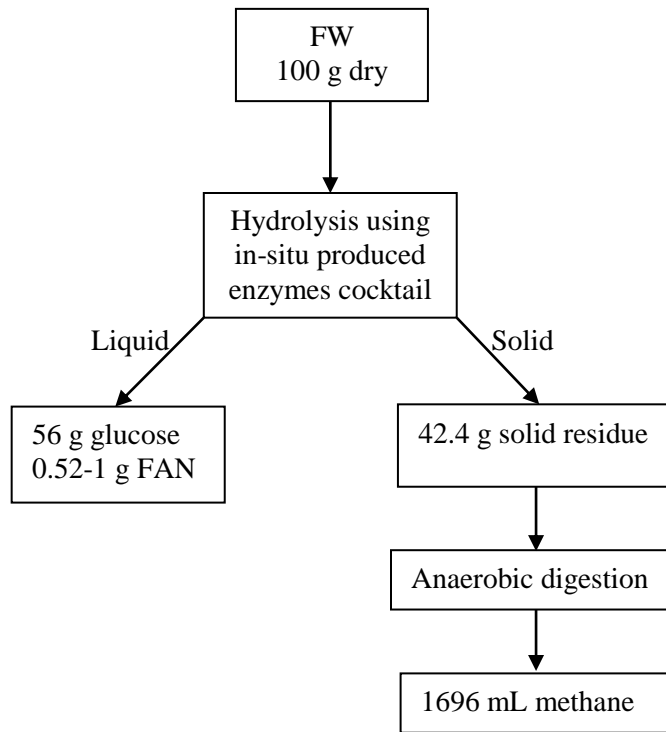 FW
100 g dry
Hydrolysis using
in-situ produced
enzymes cocktail
Liquid
Solid
56 g glucose
0.52-1 g FAN
42.4 g solid residue
Anaerobic digestion
1696 mL methane